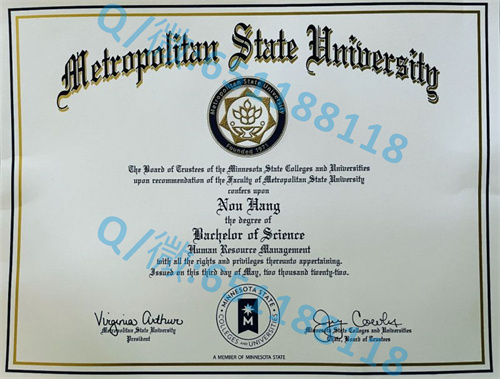 Metropolitan State University
Metropolitan State University
Founded 1971
The Board of Trustees of the Minnesota State Colleges and Universities
upon recommendation of the Faculty of Metropolitan State University
confers upon
Nou Hang
the degree of
Bachelor of Science
Human Resource Management
with all the rights and privileges thereunto appertaining.
Issued on this third day of May, two thousand twenty-two.
MINNESOTA STATE
COLLEGES AND UNIVERSITIES
Virginia Arthur
Metropolitan State University
President
Minnesota State Colleges and Universities
Chair, Board of Trustees
A MEMBER OF MINNESOTA STATE
Q/微:661488118
Q/微:661488118